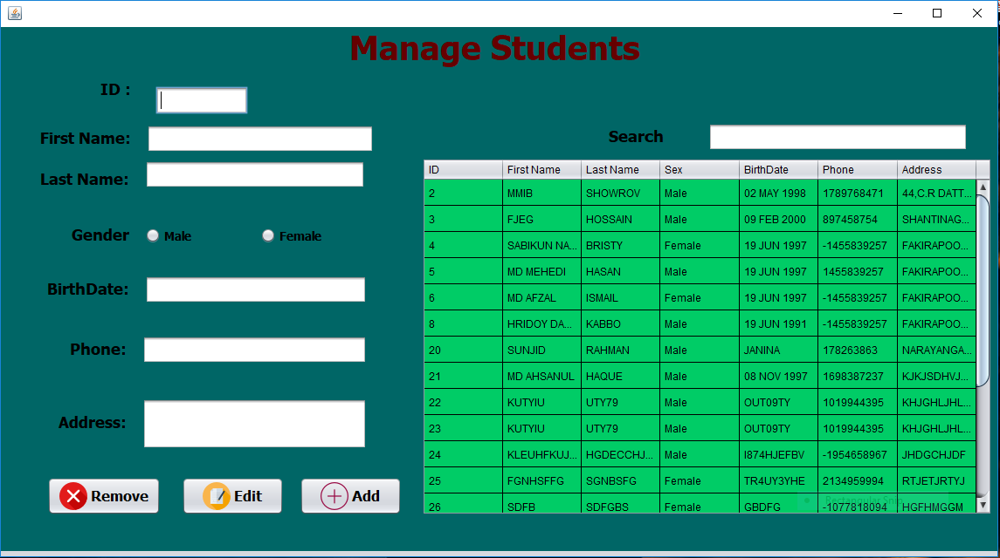 Manage Students
ID :
First Name:
Last Name:
Gender Male Female
BirthDate:
Phone:
Address:
Remove Edit Add
Search
ID First Name Last Name Sex BirthDate Phone Address
2 MMIB SHOWROV Male 02 MAY 1998 1789768471 44,C.R DATT...
3 FJEG HOSSAIN Male 09 FEB 2000 897458754 SHANTINAG...
4 SABIKUN NA... BRISTY Female 19 JUN 1997 -1455839257 FAKIRAPOO...
5 MD MEHEDI HASAN Male 19 JUN 1997 1455839257 FAKIRAPOO...
6 MD AFZAL ISMAIL Female 19 JUN 1997 -1455839257 FAKIRAPOO...
8 HRIDOY DA... KABBO Male 19 JUN 1991 -1455839257 FAKIRAPOO...
20 SUNJID RAHMAN Male JANINA 178263863 NARAYANGA...
21 MD AHSANUL HAQUE Male 08 NOV 1997 1698387237 KJKJSDHVJ...
22 KUTYIU UTY79 Male OUT09TY 1019944395 KHJGHLJHL...
23 KUTYIU UTY79 Male OUT09TY 1019944395 KHJGHLJHL...
24 KLEUHFKUJ... HGDECCHJ... Male I874HJEFBV -1954658967 JHDGCHJDF
25 FGNHSFFG SGNBSFG Female TR4UY3YHE 2134959994 RTJETJRTYJ
26 SDFB SDFGBS Female GBDFG -1077818094 HGFHMGGM
Rectangular Snip